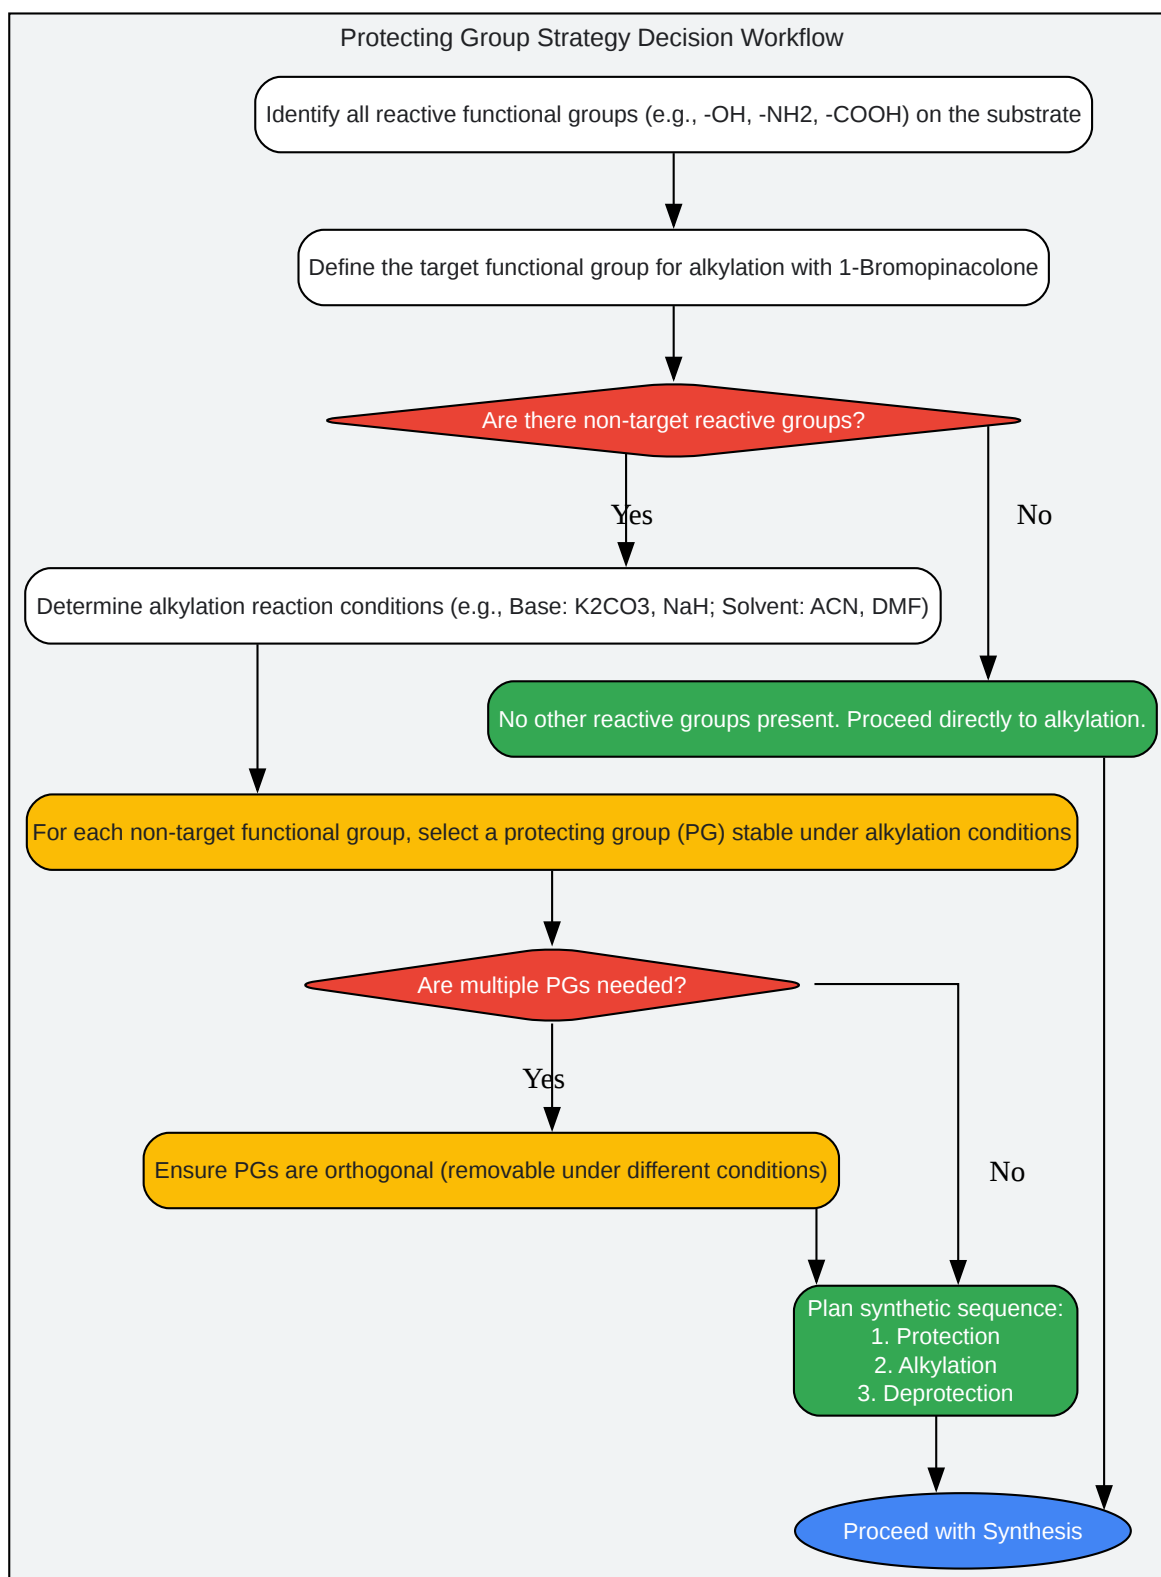 Protecting Group Strategy Decision Workflow
Identify all reactive functional groups (e.g., -OH, -NH2, -COOH) on the substrate
Define the target functional group for alkylation with 1-Bromopinacolone
Are there non-target reactive groups?
Yes
No
Determine alkylation reaction conditions (e.g., Base: K2CO3, NaH; Solvent: ACN, DMF)
No other reactive groups present. Proceed directly to alkylation.
For each non-target functional group, select a protecting group (PG) stable under alkylation conditions
Are multiple PGs needed?
Yes
Ensure PGs are orthogonal (removable under different conditions)
No
Plan synthetic sequence:
1. Protection
2. Alkylation
3. Deprotection
Proceed with Synthesis